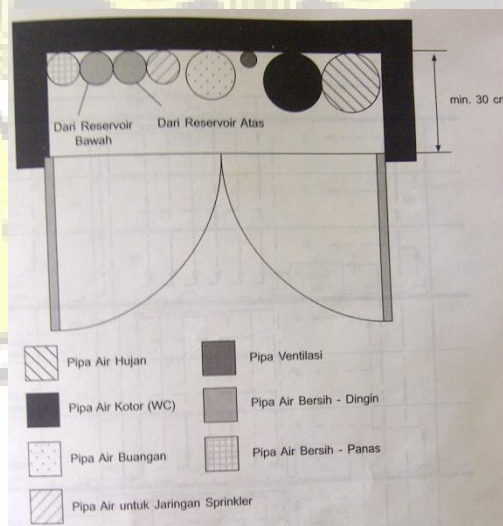 min. 30 cm
Dari Reservoir
Bawah
Dari Reservoir Atas
Pipa Air Hujan
Pipa Ventilasi
Pipa Air Kotor (WC)
Pipa Air Bersih - Dingin
Pipa Air Buangan
Pipa Air Bersih - Panas
Pipa Air untuk Jaringan Sprinkler